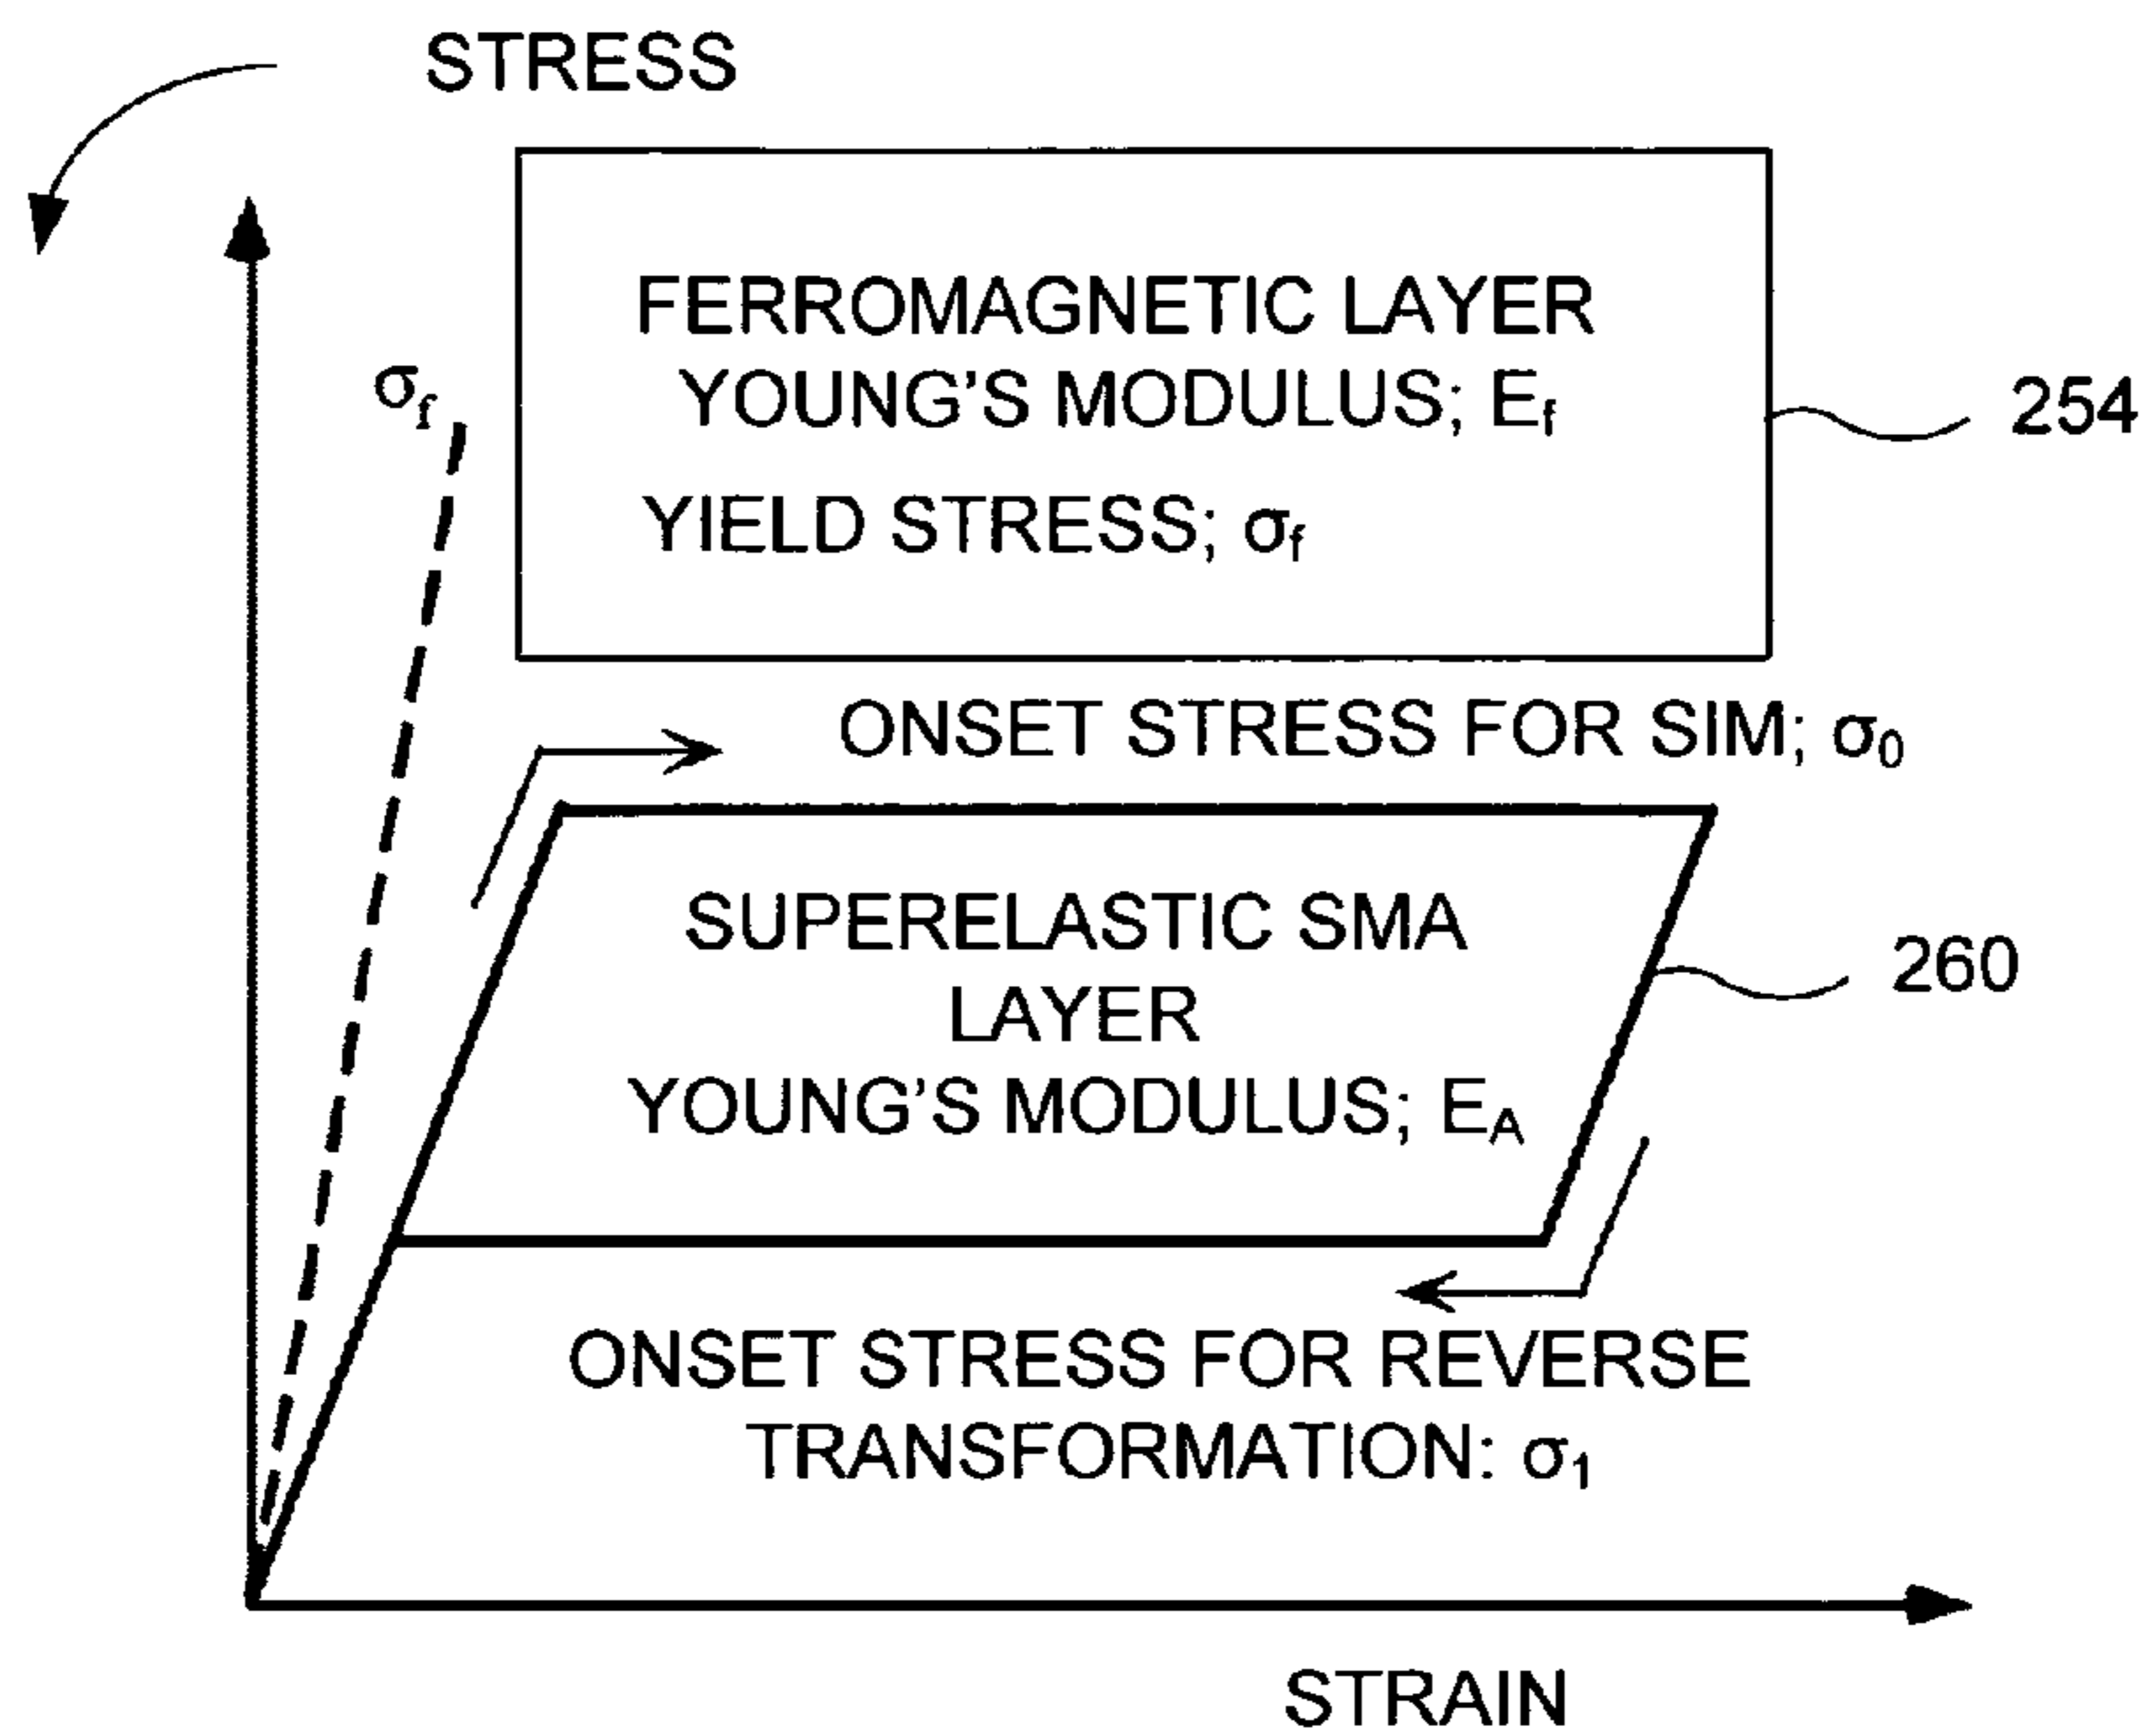 STRESS
σf
FERROMAGNETIC LAYER
YOUNG'S MODULUS; Ef
YIELD STRESS; σf
254
ONSET STRESS FOR SIM; σ0
SUPERELASTIC SMA
LAYER
YOUNG'S MODULUS; EA
260
ONSET STRESS FOR REVERSE
TRANSFORMATION: σ1
STRAIN